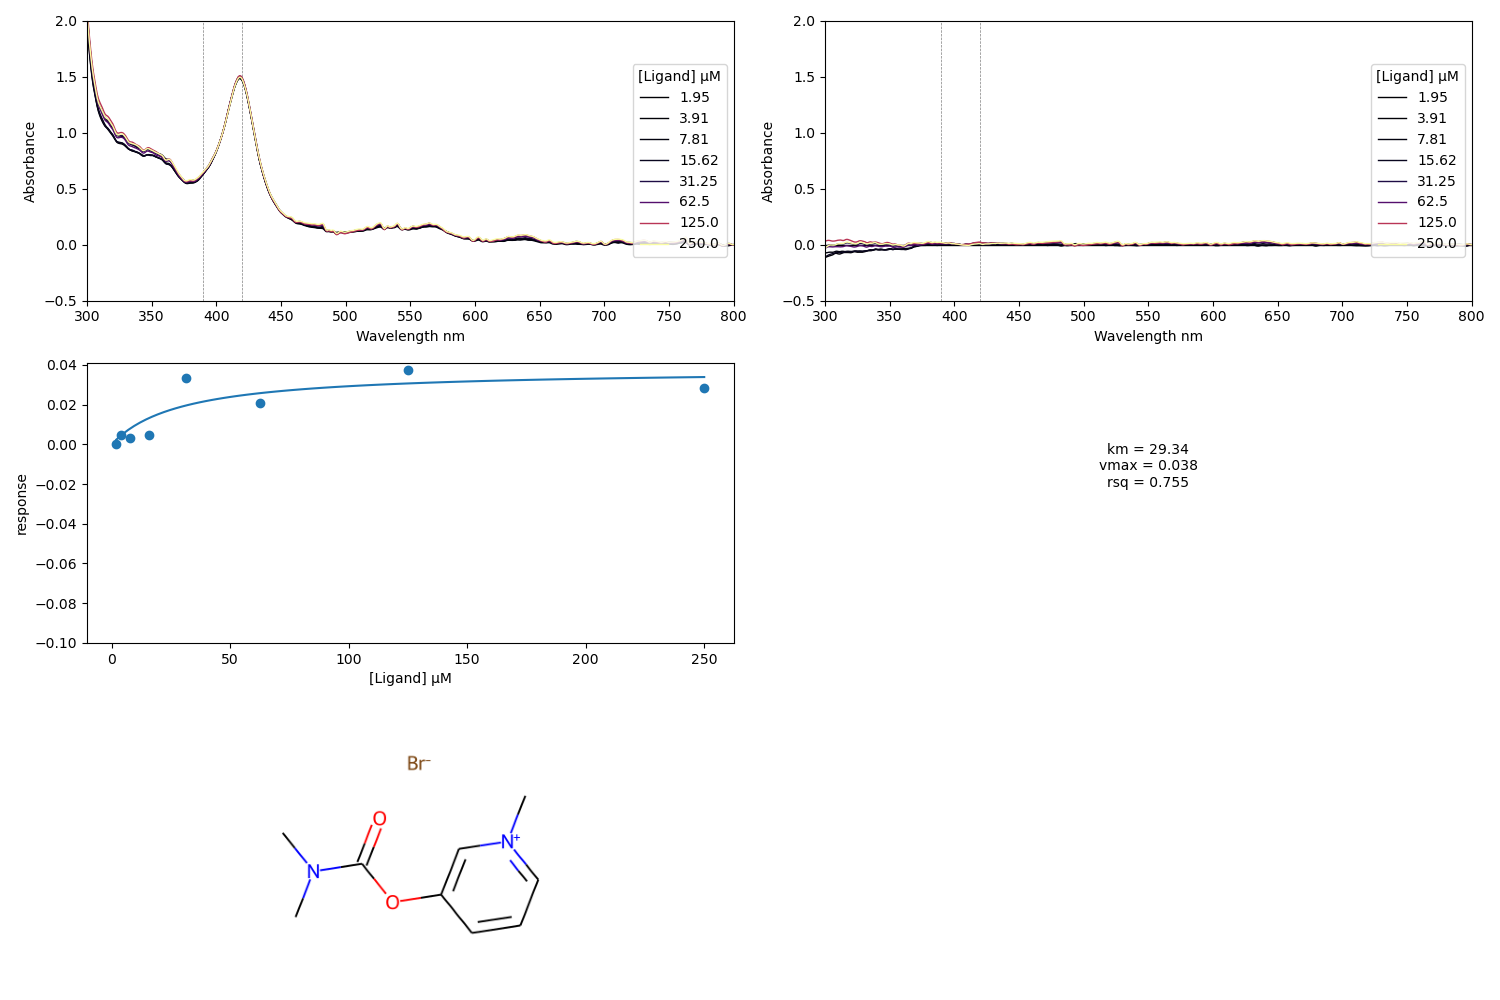 2.0
1.5
1.0
0.5
0.0
−0.5
Absorbance
300 350 400 450 500 550 600 650 700 750 800
Wavelength nm
[Ligand] μM
1.95
3.91
7.81
15.62
31.25
62.5
125.0
250.0
2.0
1.5
1.0
0.5
0.0
−0.5
Absorbance
300 350 400 450 500 550 600 650 700 750 800
Wavelength nm
[Ligand] μM
1.95
3.91
7.81
15.62
31.25
62.5
125.0
250.0
0.04
0.02
0.00
−0.02
−0.04
−0.06
−0.08
−0.10
response
0 50 100 150 200 250
[Ligand] μM
km = 29.34
vmax = 0.038
rsq = 0.755
Br⁻
O
N⁺
N
O